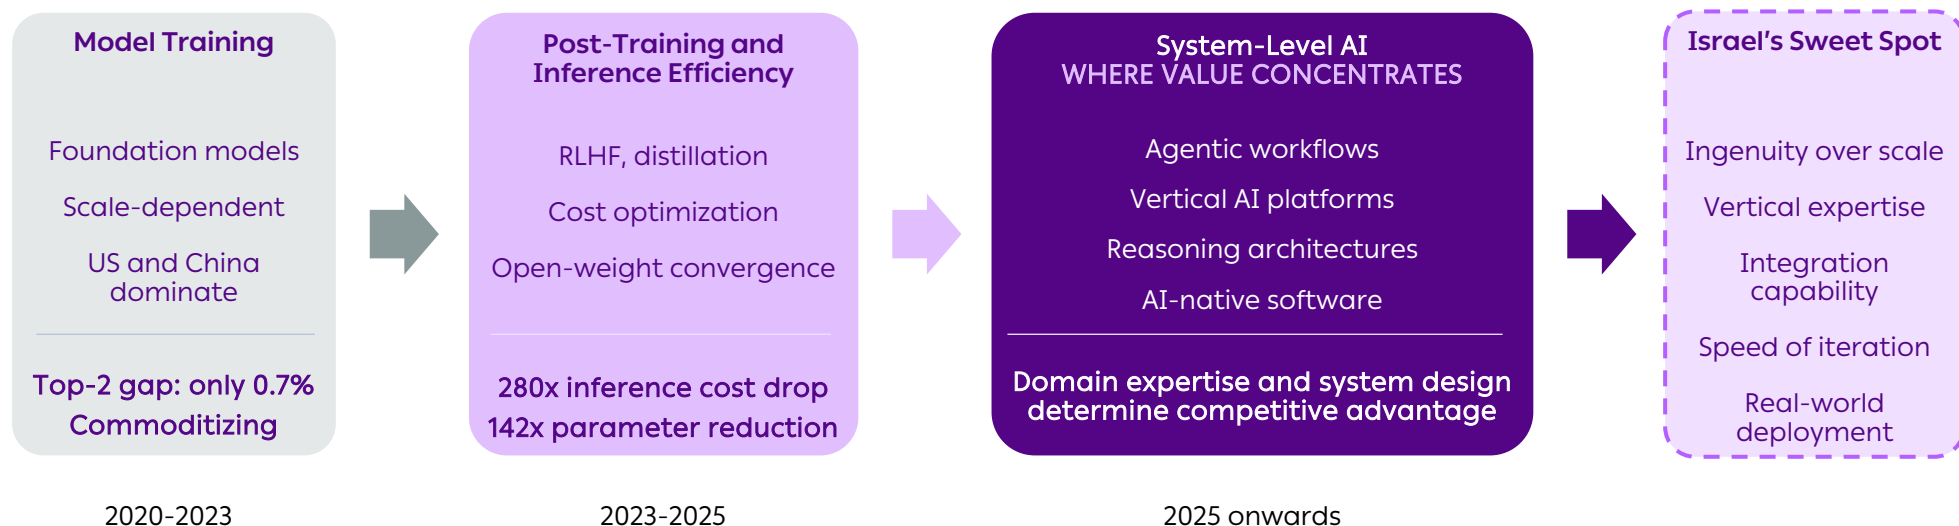 Model Training
Foundation models
Scale-dependent
US and China
dominate
Top-2 gap: only 0.7%
Commoditizing
2020-2023
Post-Training and
Inference Efficiency
RLHF, distillation
Cost optimization
Open-weight convergence
280x inference cost drop
142x parameter reduction
2023-2025
System-Level AI
WHERE VALUE CONCENTRATES
Agentic workflows
Vertical AI platforms
Reasoning architectures
AI-native software
Domain expertise and system design
determine competitive advantage
2025 onwards
Israel's Sweet Spot
Ingenuity over scale
Vertical expertise
Integration
capability
Speed of iteration
Real-world
deployment